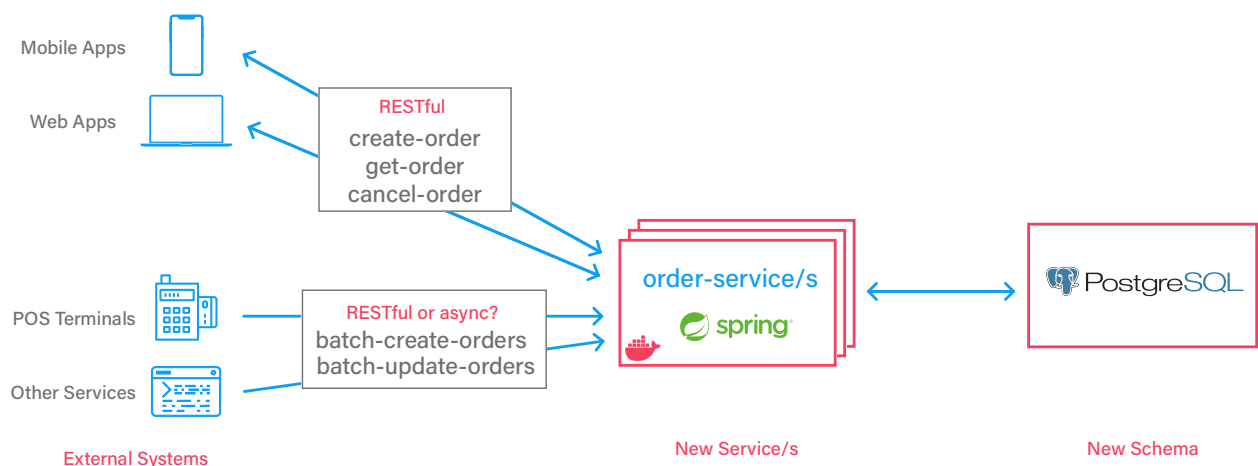 Mobile Apps
Web Apps
RESTful
create-order
get-order
cancel-order
POS Terminals
Other Services
RESTful or async?
batch-create-orders
batch-update-orders
order-service/s
spring
PostgreSQL
External Systems
New Service/s
New Schema